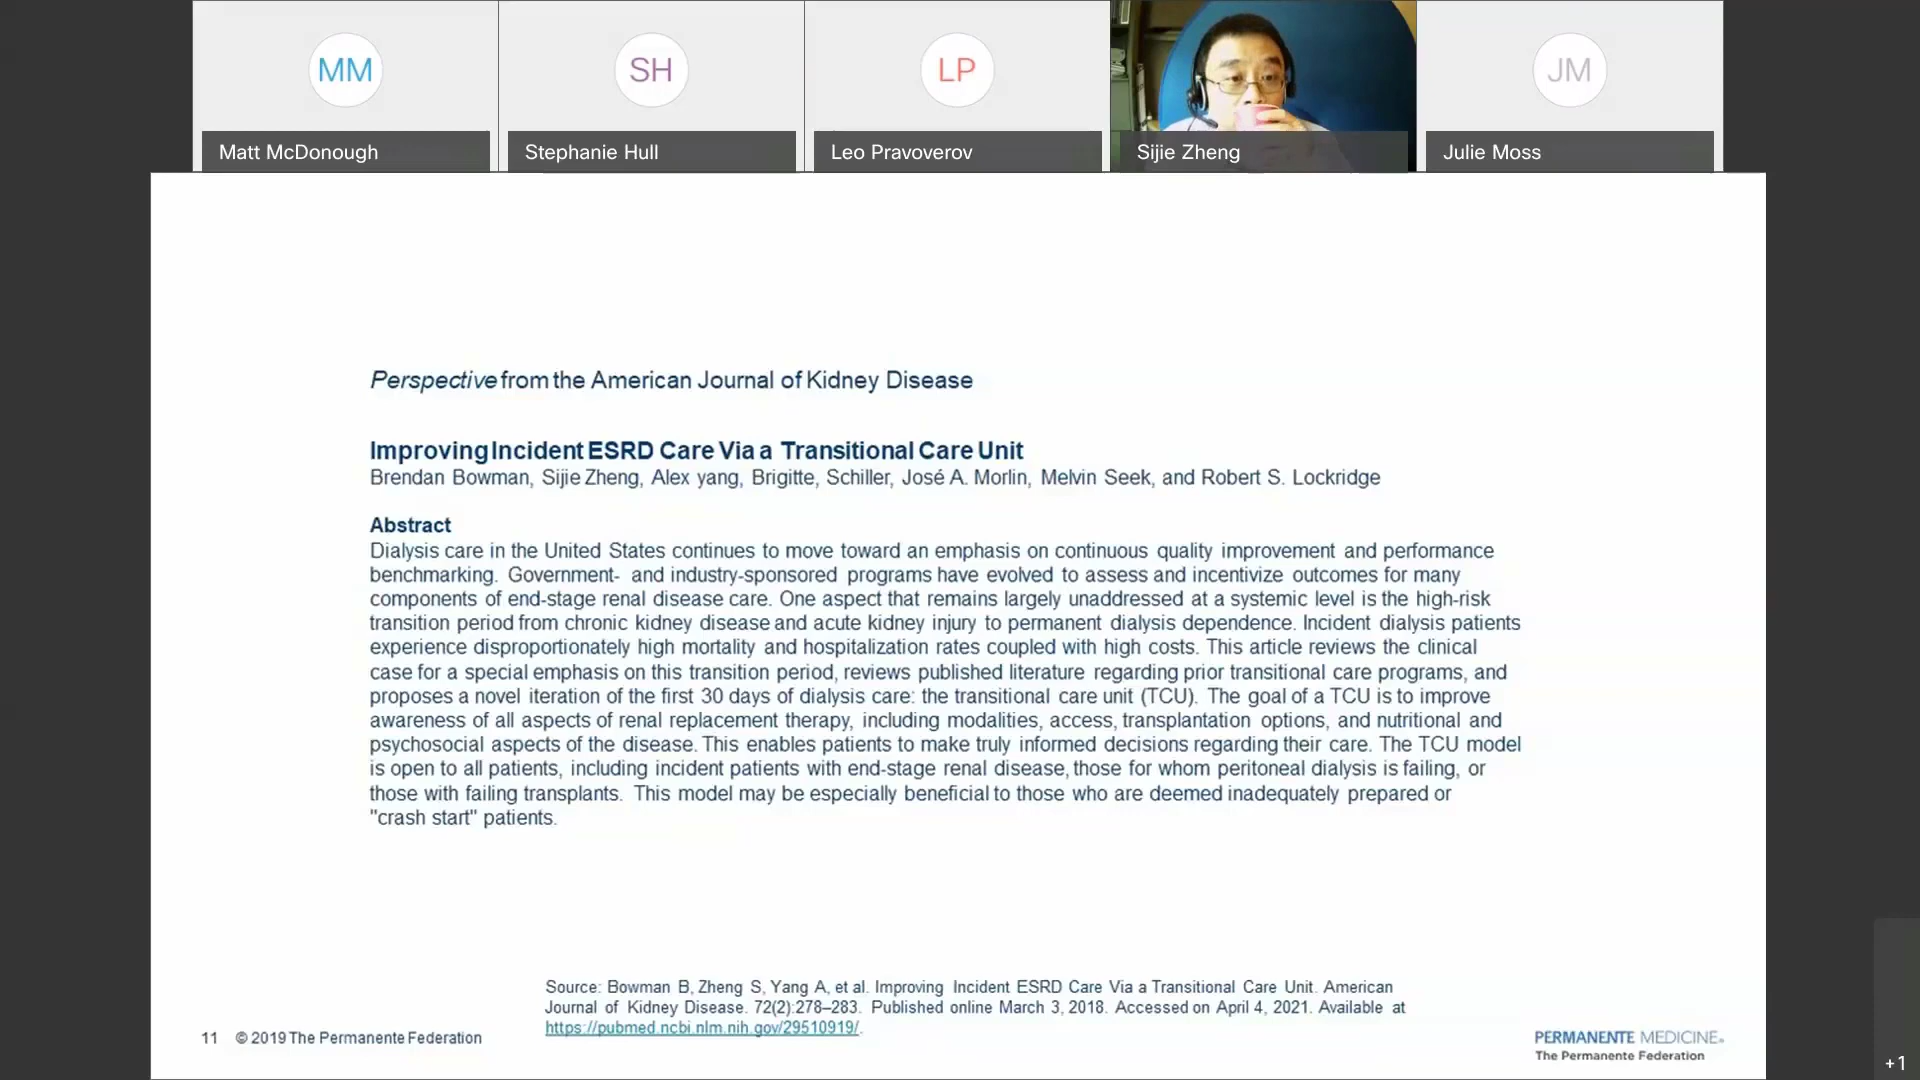 MM
SH
LP
JM
Matt McDonough
Stephanie Hull
Leo Pravoverov
Sijie Zheng
Julie Moss
Perspective from the American Journal of Kidney Disease
Improving Incident ESRD Care Via a Transitional Care Unit
Brendan Bowman, Sijie Zheng, Alex yang, Brigitte, Schiller, José A. Morlin, Melvin Seek, and Robert S. Lockridge
Abstract
Dialysis care in the United States continues to move toward an emphasis on continuous quality improvement and performance
benchmarking. Government- and industry-sponsored programs have evolved to assess and incentivize outcomes for many
components of end-stage renal disease care. One aspect that remains largely unaddressed at a systemic level is the high-risk
transition period from chronic kidney disease and acute kidney injury to permanent dialysis dependence. Incident dialysis patients
experience disproportionately high mortality and hospitalization rates coupled with high costs. This article reviews the clinical
case for a special emphasis on this transition period, reviews published literature regarding prior transitional care programs, and
proposes a novel iteration of the first 30 days of dialysis care: the transitional care unit (TCU). The goal of a TCU is to improve
awareness of all aspects of renal replacement therapy, including modalities, access, transplantation options, and nutritional and
psychosocial aspects of the disease. This enables patients to make truly informed decisions regarding their care. The TCU model
is open to all patients, including incident patients with end-stage renal disease, those for whom peritoneal dialysis is failing, or
those with failing transplants. This model may be especially beneficial to those who are deemed inadequately prepared or
"crash start" patients.
Source: Bowman B, Zheng S, Yang A, et al. Improving Incident ESRD Care Via a Transitional Care Unit. American
Journal of Kidney Disease. 72(2):278–283. Published online March 3, 2018. Accessed on April 4, 2021. Available at
https://pubmed.ncbi.nlm.nih.gov/29510919/.
11 © 2019 The Permanente Federation
PERMANENTE MEDICINE
The Permanente Federation
+1